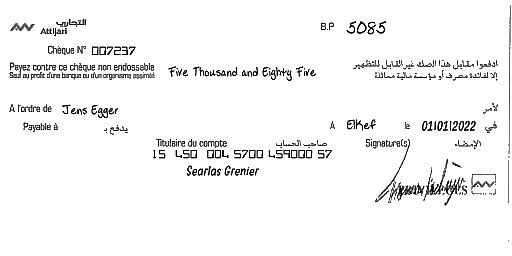 التجاري
Attijari
B.P 5085
Chèque N° 007237
Payez contre ce chèque non endossable
Sauf au profit d'une banque ou d'un organisme assimilé
Five Thousand and Eighty Five
ادفعوا مقابل هذا الصك غير القابل للتظهير
إلا لفائدة مصرف أو مؤسسة مالية مماثلة
A l'ordre de Jens Egger
لأمر
Payable à
يدفع بـ
A ElKef le 01/01/2022 في
Titulaire du compte صاحب الحساب
Signature(s) الإمضاء
15 450 004 5700 459000 57
Searlas Grenier